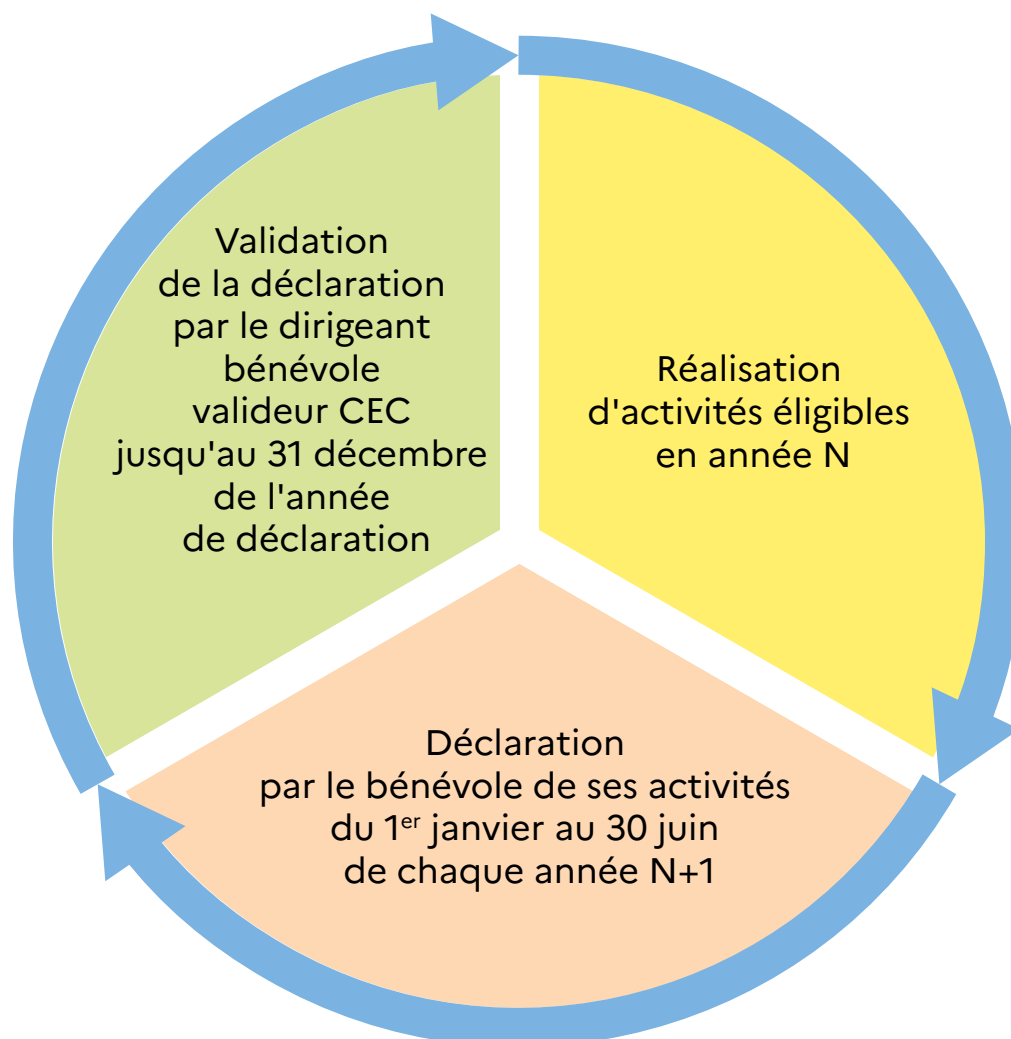 Réalisation
d'activités éligibles
en année N
Déclaration
par le bénévole de ses activités
du 1er janvier au 30 juin
de chaque année N+1
Validation
de la déclaration
par le dirigeant
bénévole
valideur CEC
jusqu'au 31 décembre
de l'année
de déclaration